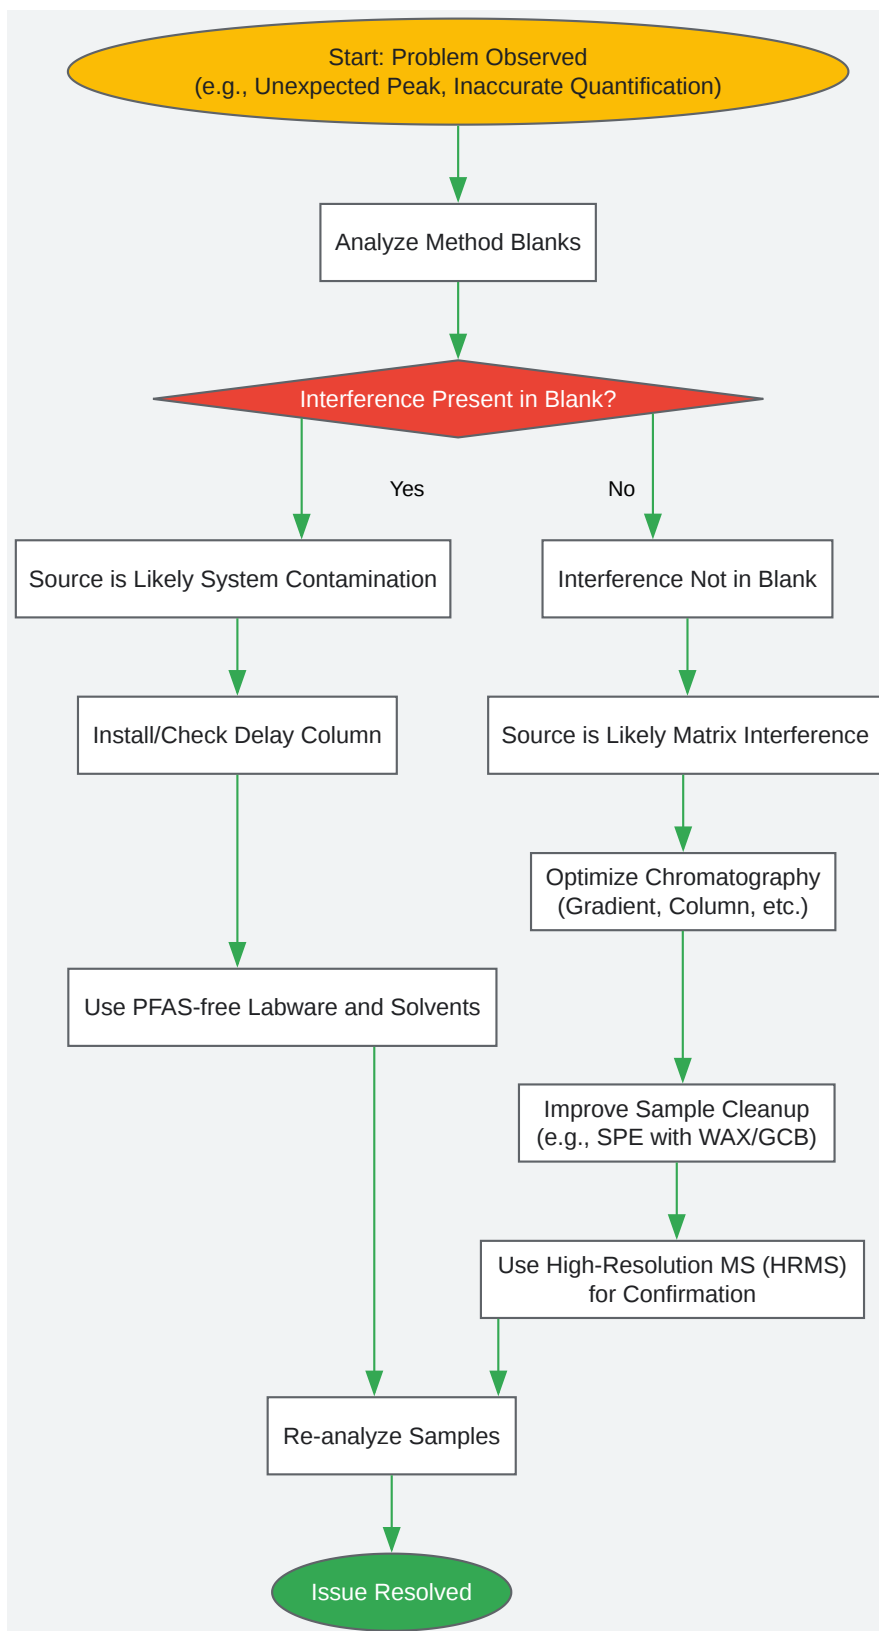 Start: Problem Observed
(e.g., Unexpected Peak, Inaccurate Quantification)
Analyze Method Blanks
Interference Present in Blank?
Yes
No
Source is Likely System Contamination
Interference Not in Blank
Install/Check Delay Column
Source is Likely Matrix Interference
Optimize Chromatography
(Gradient, Column, etc.)
Use PFAS-free Labware and Solvents
Improve Sample Cleanup
(e.g., SPE with WAX/GCB)
Use High-Resolution MS (HRMS)
for Confirmation
Re-analyze Samples
Issue Resolved